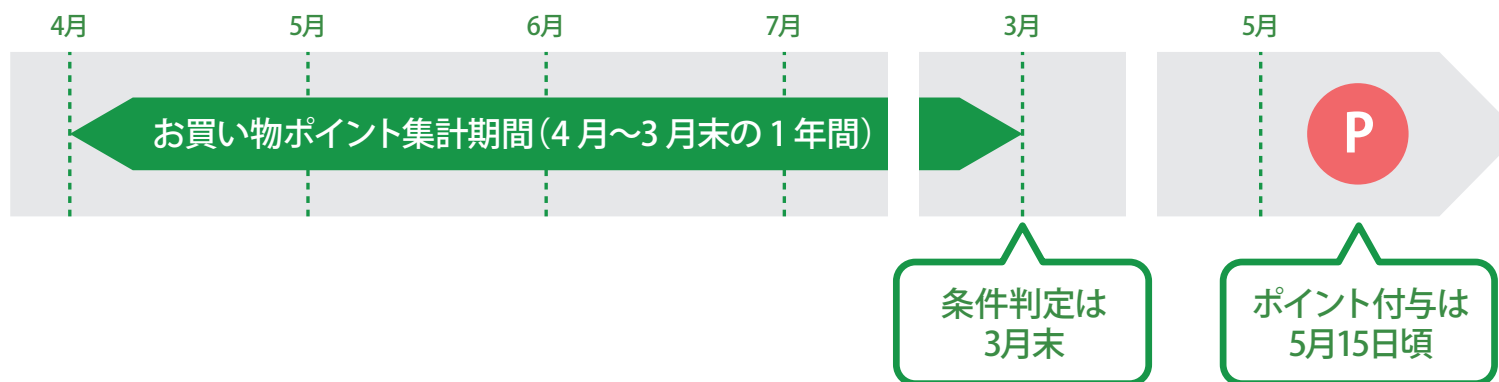 4月
5月
6月
7月
3月
5月
お買い物ポイント集計期間（4月～3月末の1年間）
P
条件判定は
3月末
ポイント付与は
5月15日頃